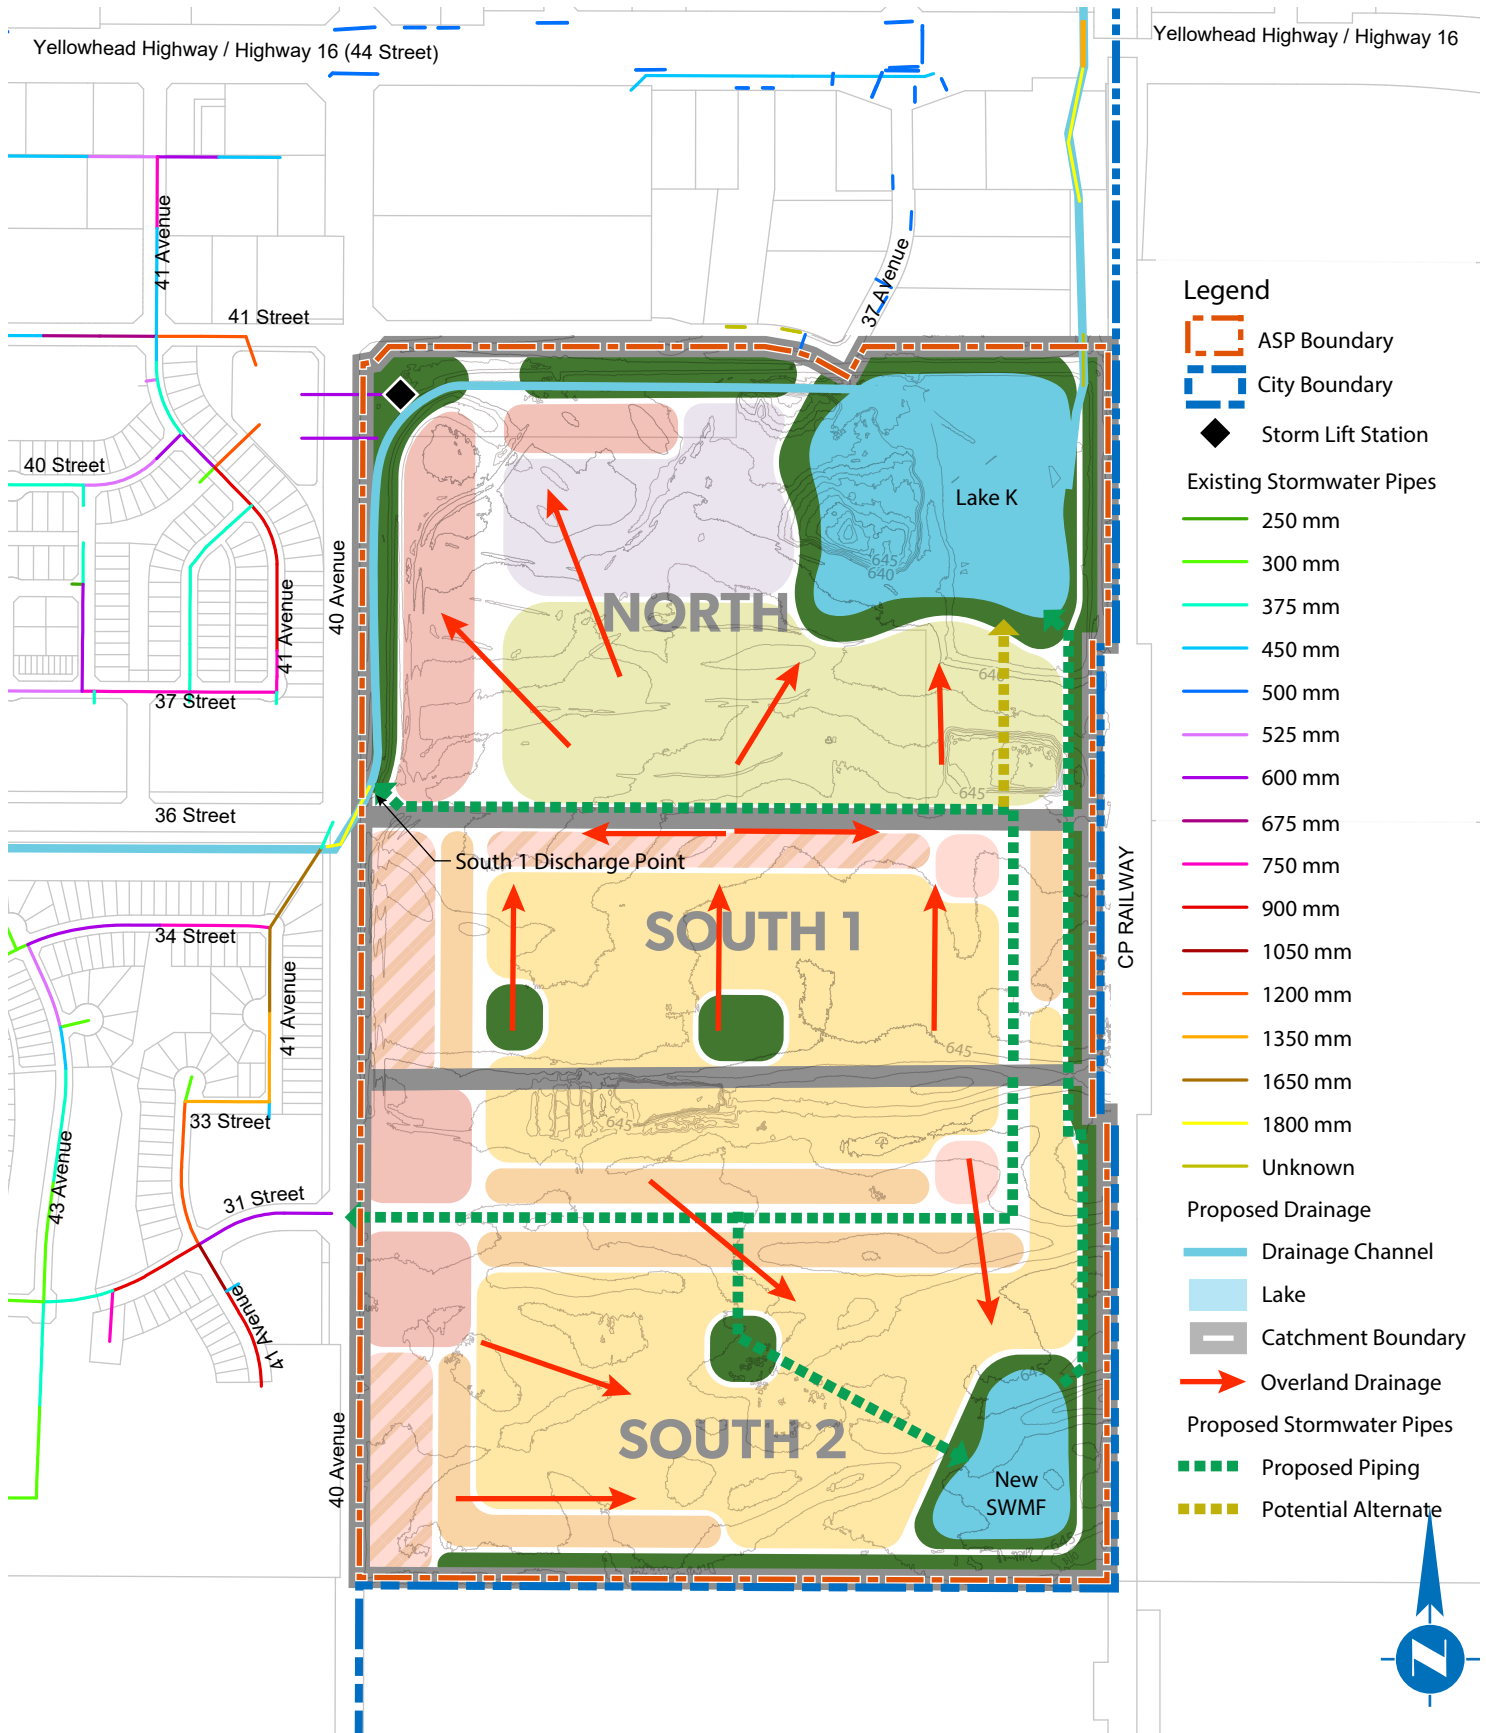 Yellowhead Highway / Highway 16 (44 Street)
Yellowhead Highway / Highway 16
41 Avenue
41 Street
37 Avenue
40 Street
40 Avenue
41 Avenue
37 Street
36 Street
34 Street
41 Avenue
33 Street
43 Avenue
31 Street
41 Avenue
40 Avenue
Lake K
645
640
NORTH
640
645
South 1 Discharge Point
SOUTH 1
CP RAILWAY
645
645
645
SOUTH 2
New
SWMF
645
Legend
ASP Boundary
City Boundary
Storm Lift Station
Existing Stormwater Pipes
250 mm
300 mm
375 mm
450 mm
500 mm
525 mm
600 mm
675 mm
750 mm
900 mm
1050 mm
1200 mm
1350 mm
1650 mm
1800 mm
Unknown
Proposed Drainage
Drainage Channel
Lake
Catchment Boundary
Overland Drainage
Proposed Stormwater Pipes
Proposed Piping
Potential Alternate
N